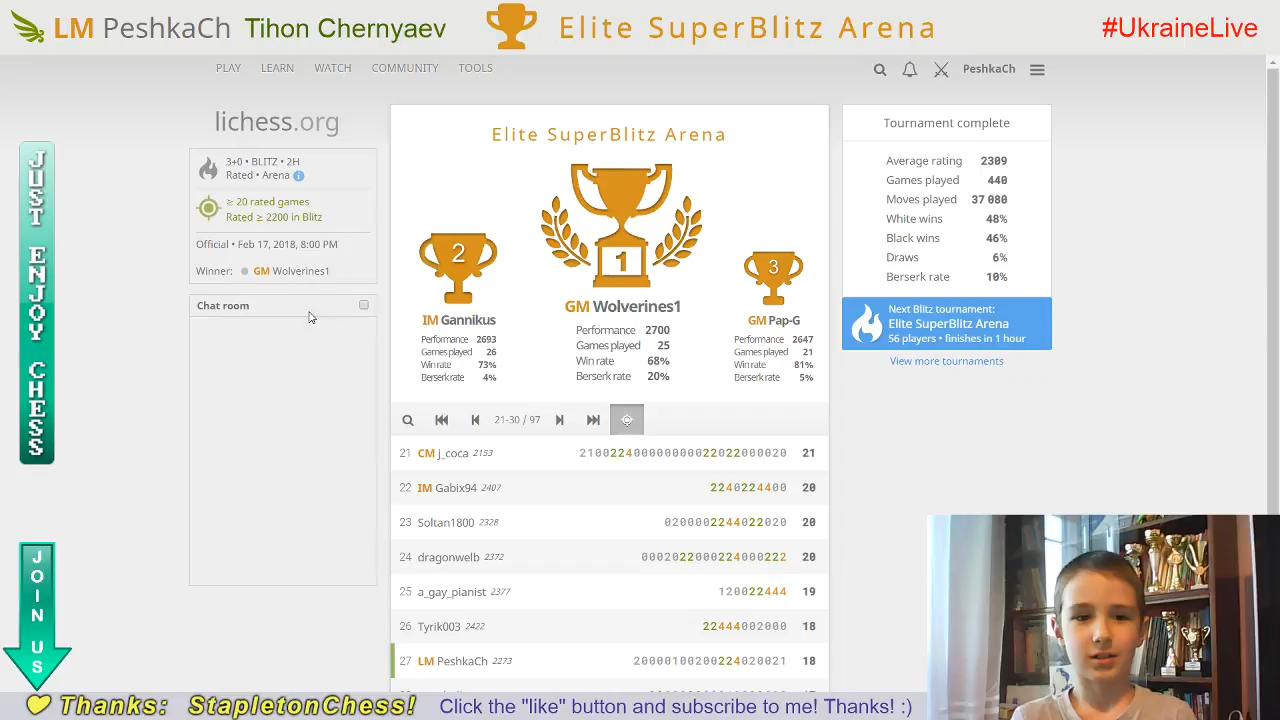 LM PeshkaCh Tihon Chernyaev
Elite SuperBlitz Arena
#UkraineLive
PLAY LEARN WATCH COMMUNITY TOOLS
PeshkaCh
lichess.org
3+0 • BLITZ • 2H
Rated • Arena
≥ 20 rated games
Rated ≥ 2200 in Blitz
Official • Feb 17, 2018, 8:00 PM
Winner: GM Wolverines1
Chat room
Elite SuperBlitz Arena
2
IM Gannikus
Performance 2693
Games played 26
Win rate 73%
Berserk rate 4%
1
GM Wolverines1
Performance 2700
Games played 25
Win rate 68%
Berserk rate 20%
3
GM Pap-G
Performance 2647
Games played 21
Win rate 81%
Berserk rate 5%
21-30 / 97
21 CM j_coca 2153 2100224000000000022022000020 21
22 IM Gabix94 2407 2240224400 20
23 Soltan1800 2328 0200002244022020 20
24 dragonwelb 2372 0002022000224000222 20
25 a_gay_pianist 2377 120022444 19
26 Tyrik003 2422 22444002000 18
27 LM PeshkaCh 2273 20000100200224020021 18
Tournament complete
Average rating 2309
Games played 440
Moves played 37 080
White wins 48%
Black wins 46%
Draws 6%
Berserk rate 10%
Next Blitz tournament:
Elite SuperBlitz Arena
56 players • finishes in 1 hour
View more tournaments
JUST ENJOY CHESS
JOIN US
Thanks: StapletonChess!
Click the "like" button and subscribe to me! Thanks! :)